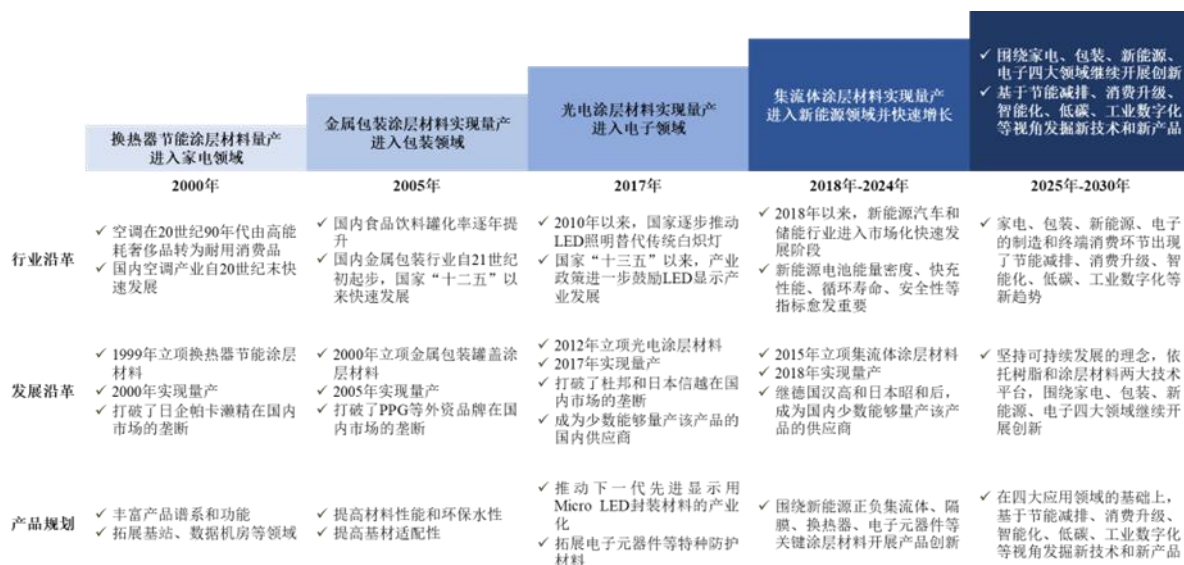 换热器节能涂层材料量产
进入家电领域
金属包装涂层材料实现量产
进入包装领域
光电涂层材料实现量产
进入电子领域
集流体涂层材料实现量产
进入新能源领域并快速增长
✓ 围绕家电、包装、新能源、
电子四大领域继续开展创新
✓ 基于节能减排、消费升级、
智能化、低碳、工业数字化
等视角发掘新技术和新产品
2000年
2005年
2017年
2018年-2024年
2025年-2030年
行业沿革
✓ 空调在20世纪90年代由高能
耗奢侈品转为耐用消费品
✓ 国内空调产业自20世纪末快
速发展
✓ 国内食品饮料罐化率逐年提
升
✓ 国内金属包装行业自21世纪
初起步，国家“十二五”以
来快速发展
✓ 2010年以来，国家逐步推动
LED照明替代传统白炽灯
✓ 国家“十三五”以来，产业
政策进一步鼓励LED显示产
业发展
✓ 2018年以来，新能源汽车和
储能行业进入市场化快速发
展阶段
✓ 新能源电池能量密度、快充
性能、循环寿命、安全性等
指标愈发重要
✓ 家电、包装、新能源、电子
的制造和终端消费环节出现
了节能减排、消费升级、智
能化、低碳、工业数字化等
新趋势
发展沿革
✓ 1999年立项换热器节能涂层
材料
✓ 2000年实现量产
✓ 打破了日企帕卡濑精在国内
市场的垄断
✓ 2000年立项金属包装罐盖涂
层材料
✓ 2005年实现量产
✓ 打破了PPG等外资品牌在国
内市场的垄断
✓ 2012年立项光电涂层材料
✓ 2017年实现量产
✓ 打破了杜邦和日本信越在国
内市场的垄断
✓ 成为少数能够量产该产品的
国内供应商
✓ 2015年立项集流体涂层材料
✓ 2018年实现量产
✓ 继德国汉高和日本昭和后，
成为国内少数能够量产该产
品的供应商
✓ 坚持可持续发展的理念，依
托树脂和涂层材料两大技术
平台，围绕家电、包装、新
能源、电子四大领域继续开
展创新
产品规划
✓ 丰富产品谱系和功能
✓ 拓展基站、数据机房等领域
✓ 提高材料性能和环保水性
✓ 提高基材适配性
✓ 推动下一代先进显示用
Micro LED封装材料的产业
化
✓ 拓展电子元器件等特种防护
材料
✓ 围绕新能源正负集流体、隔
膜、换热器、电子元器件等
关键涂层材料开展产品创新
✓ 在四大应用领域的基础上，
基于节能减排、消费升级、
智能化、低碳、工业数字化
等视角发掘新技术和新产品